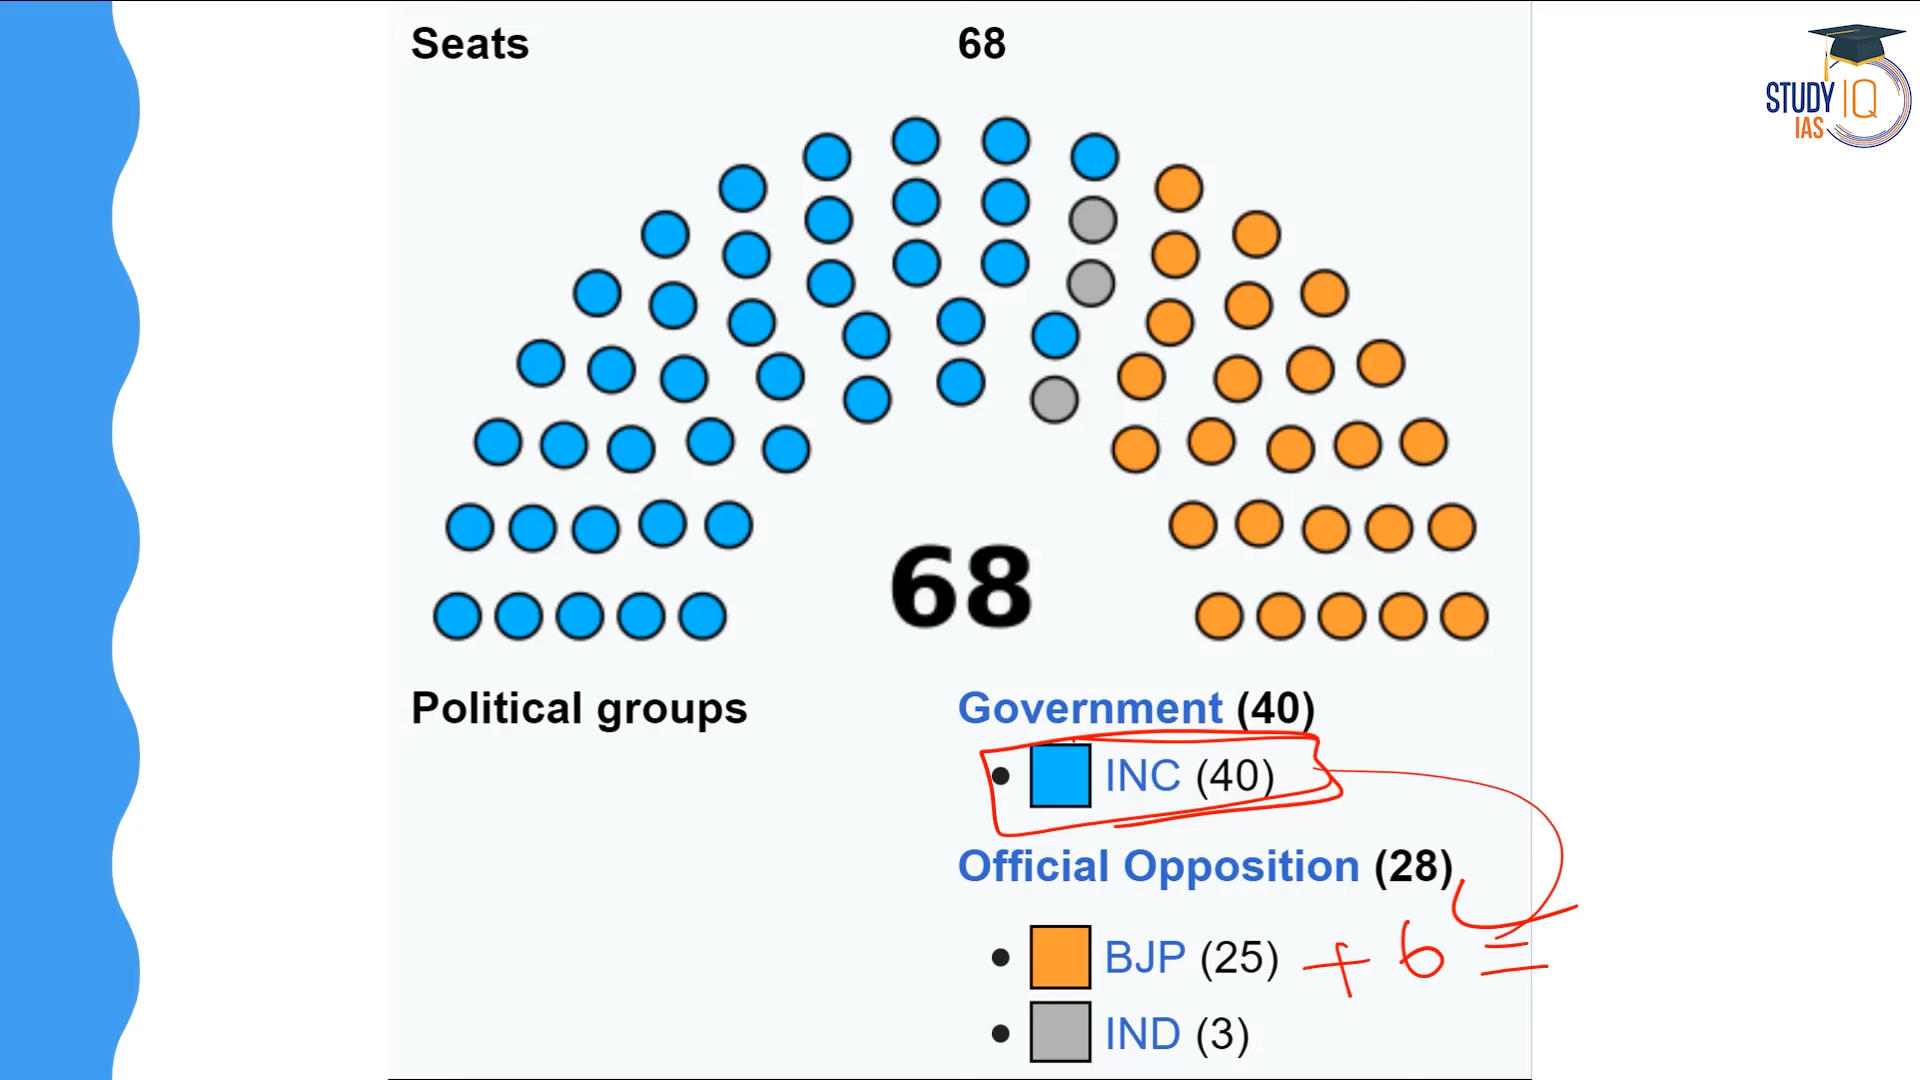 Seats 68
STUDY IQ
IAS
68
Political groups Government (40)
INC (40)
Official Opposition (28)
BJP (25) + 6 =
IND (3)